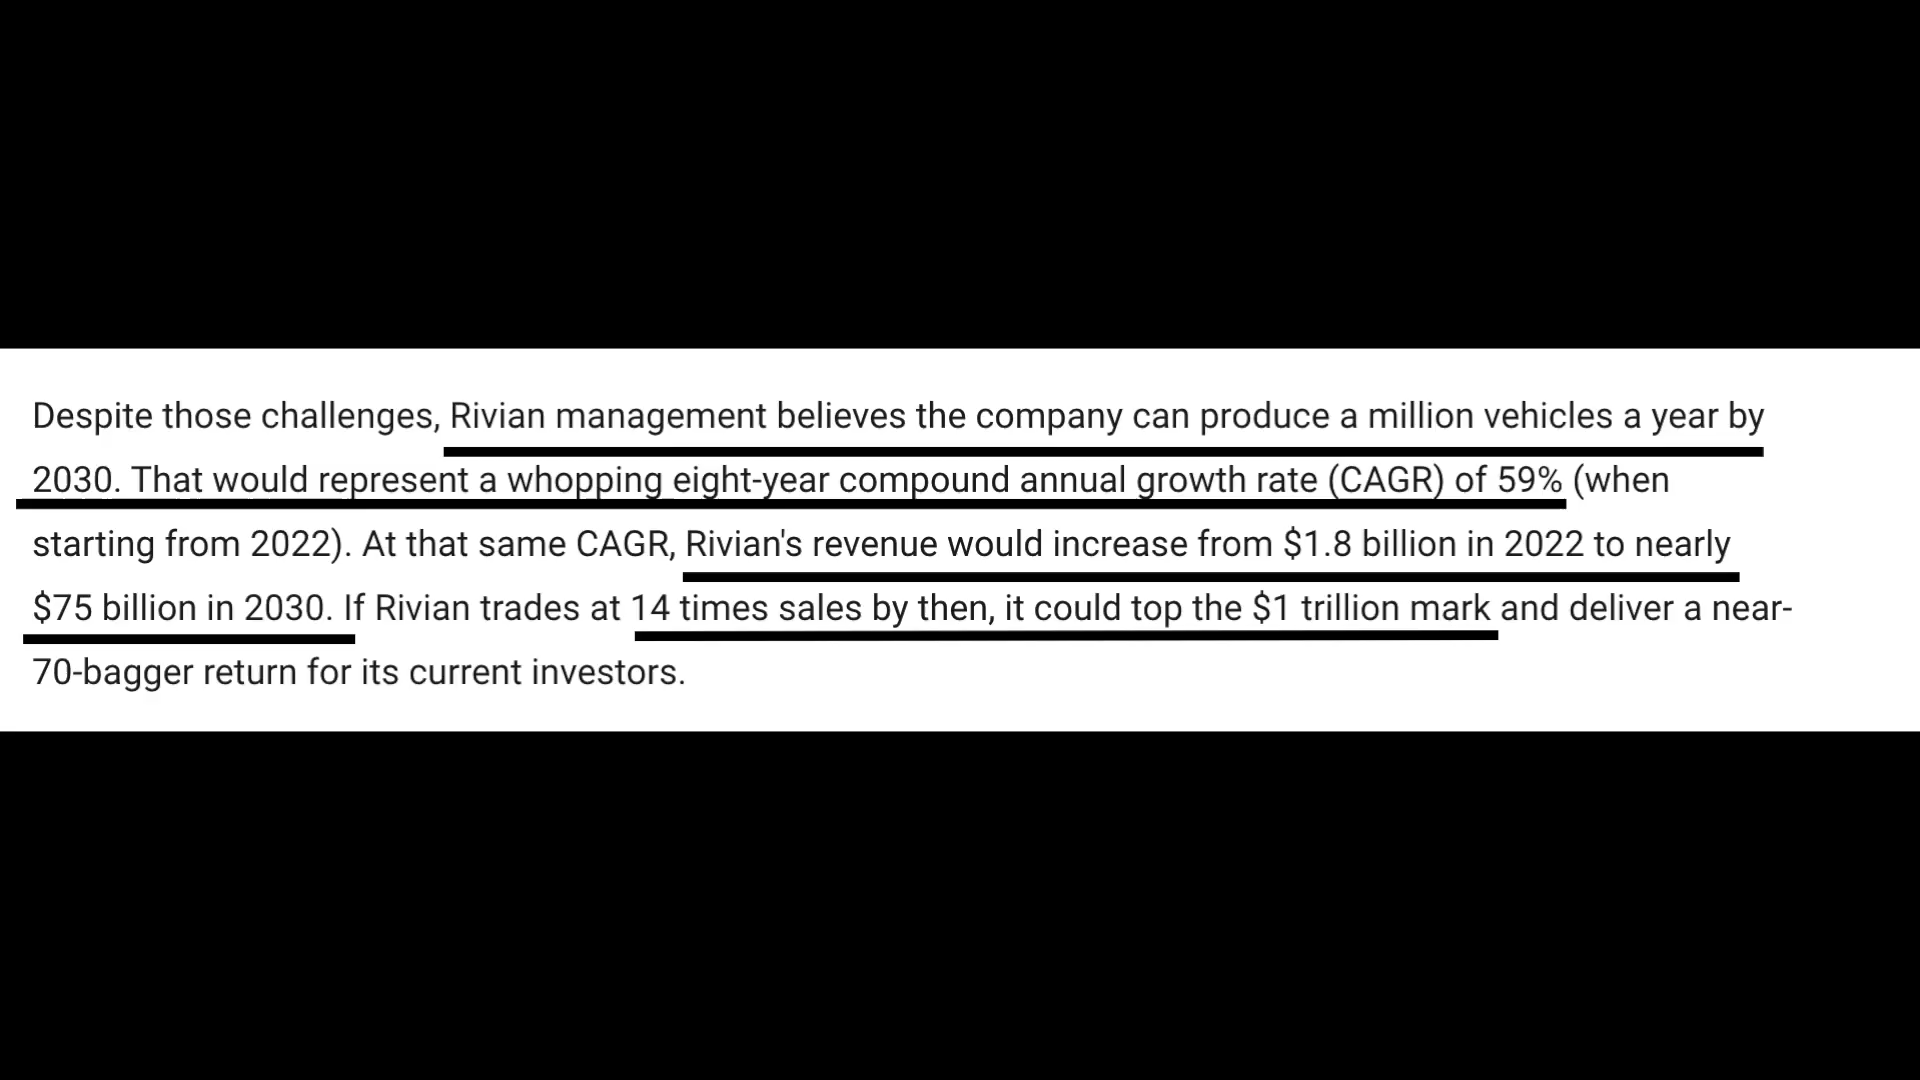 Despite those challenges, Rivian management believes the company can produce a million vehicles a year by
2030. That would represent a whopping eight-year compound annual growth rate (CAGR) of 59% (when
starting from 2022). At that same CAGR, Rivian's revenue would increase from $1.8 billion in 2022 to nearly
$75 billion in 2030. If Rivian trades at 14 times sales by then, it could top the $1 trillion mark and deliver a near-
70-bagger return for its current investors.